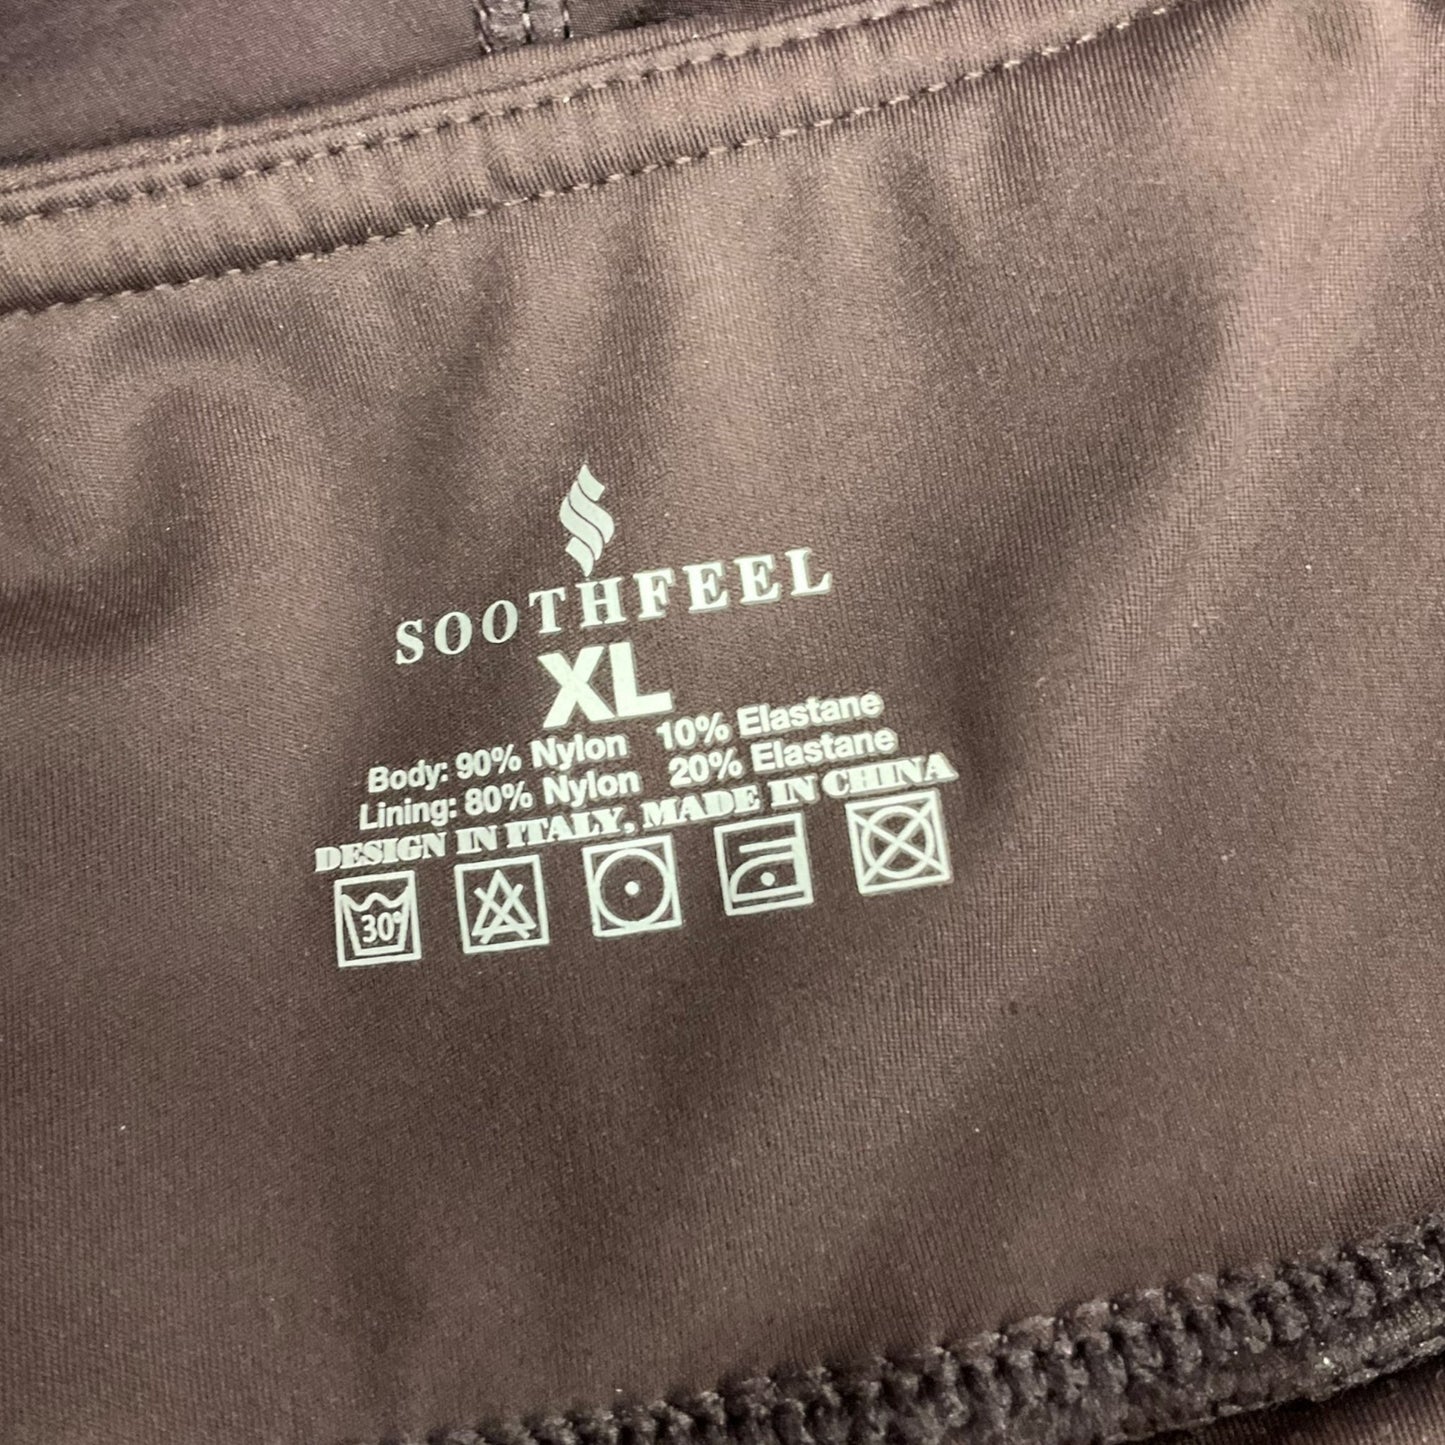 SOOTHFEEL
XL
Body: 90% Nylon 10% Elastane
Lining: 80% Nylon 20% Elastane
DESIGN IN ITALY, MADE IN CHINA
30°